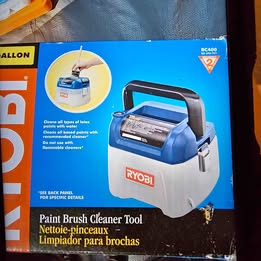 GALLON
RYOBI
BC400
2
Cleans all types of latex
paints with water
Cleans oil based paints with
recommended cleaner*
Do not use with
flammable cleaners*
RYOBI
*SEE BACK PANEL
FOR SPECIFIC DETAILS
Paint Brush Cleaner Tool
Nettoie-pinceaux
Limpiador para brochas